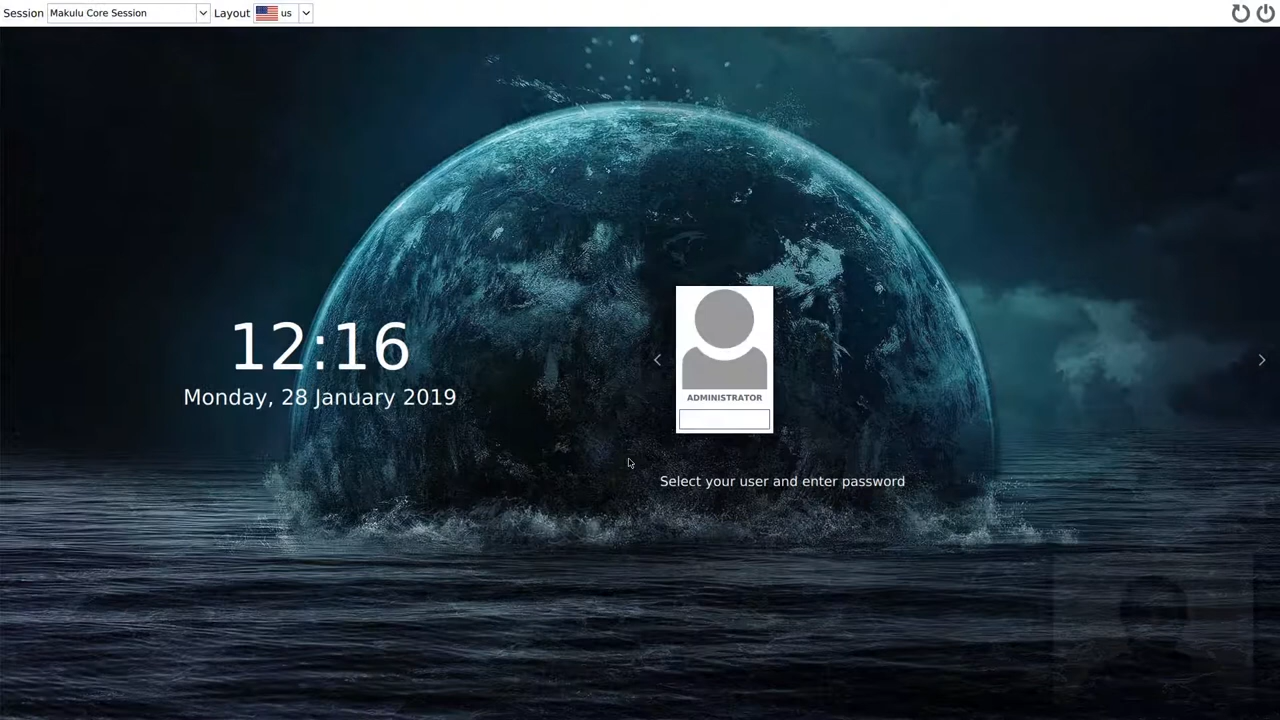 Session Makulu Core Session Layout us
12:16
Monday, 28 January 2019
ADMINISTRATOR
Select your user and enter password